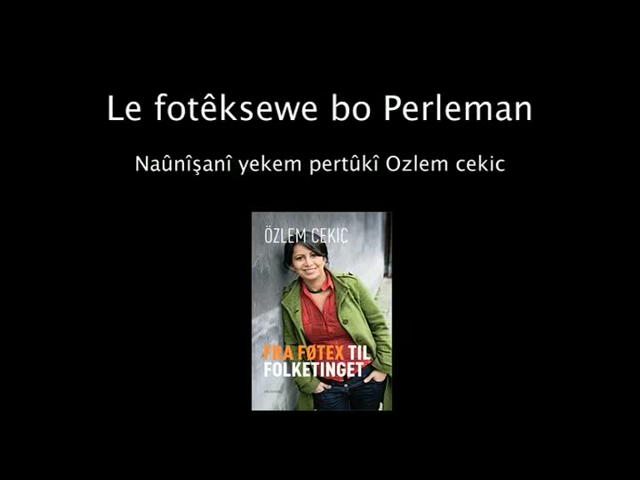 Le fotêksewe bo Perleman
Naûnîşanî yekem pertûkî Ozlem cekic
ÖZLEM CEKIC
FRA FØTEX TIL
FOLKETINGET